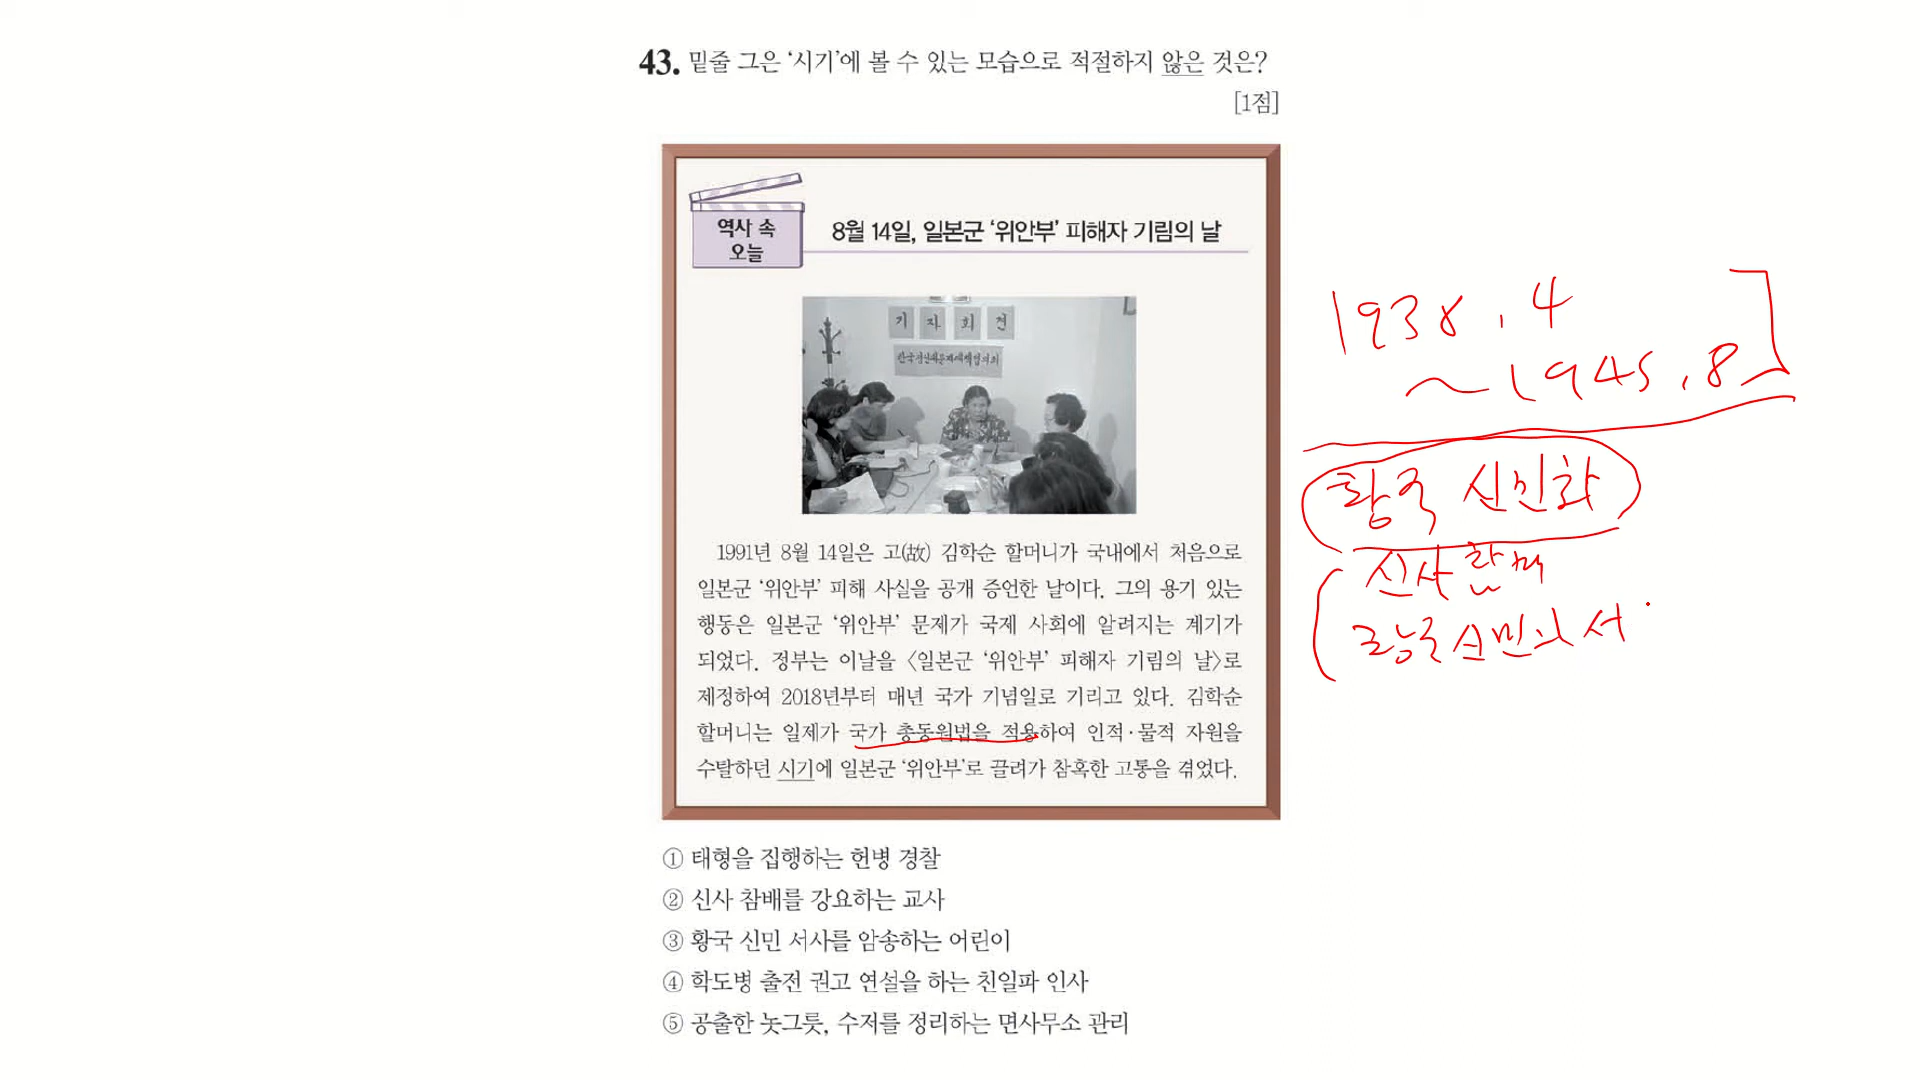 43. 밑줄 그은 ‘시기’에 볼 수 있는 모습으로 적절하지 않은 것은?
[1점]
역사 속
오늘
8월 14일, 일본군 ‘위안부’ 피해자 기림의 날
기 자 회 견
한국정신대문제대책협의회
1991년 8월 14일은 고(故) 김학순 할머니가 국내에서 처음으로
일본군 ‘위안부’ 피해 사실을 공개 증언한 날이다. 그의 용기 있는
행동은 일본군 ‘위안부’ 문제가 국제 사회에 알려지는 계기가
되었다. 정부는 이날을 〈일본군 ‘위안부’ 피해자 기림의 날〉로
제정하여 2018년부터 매년 국가 기념일로 기리고 있다. 김학순
할머니는 일제가 국가 총동원법을 적용하여 인적·물적 자원을
수탈하던 시기에 일본군 ‘위안부’로 끌려가 참혹한 고통을 겪었다.
① 태형을 집행하는 헌병 경찰
② 신사 참배를 강요하는 교사
③ 황국 신민 서사를 암송하는 어린이
④ 학도병 출전 권고 연설을 하는 친일파 인사
⑤ 공출한 놋그릇, 수저를 정리하는 면사무소 관리
1938. 4
~1945. 8
황국 신민화
신사 참배
황국 신민의 서